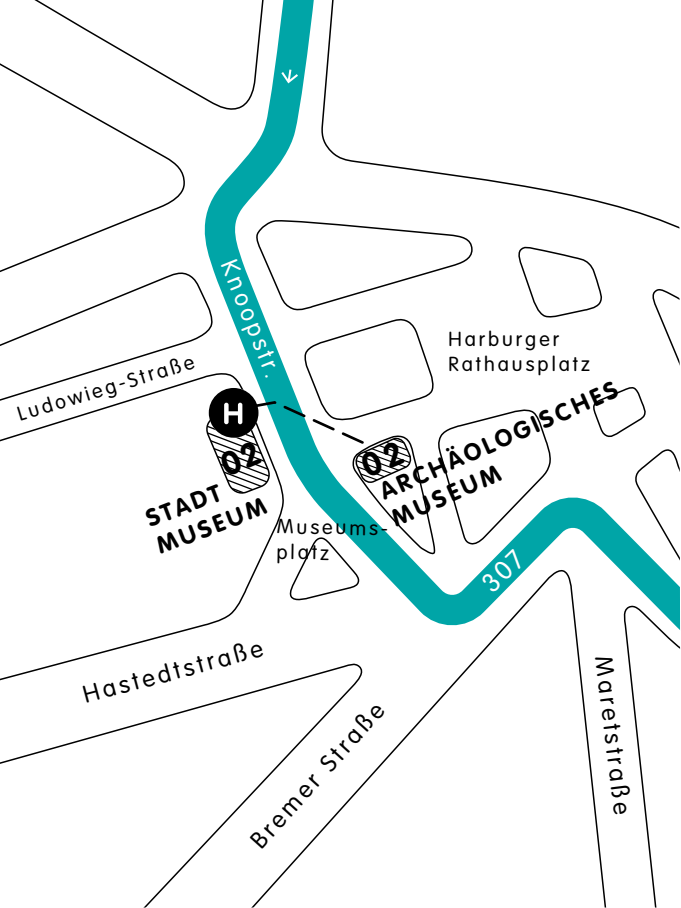 Knoopstr.
Harburger
Rathausplatz
Ludowieg-Straße
H
02
02
ARCHÄOLOGISCHES
MUSEUM
STADT
MUSEUM
Museums-
platz
307
Hastedtstraße
Bremer Straße
Maretstraße